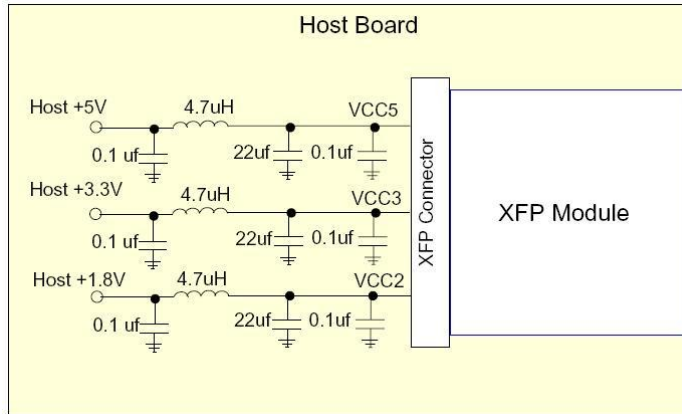 Host Board
Host +5V
4.7uH
VCC5
0.1 uf
22uf
0.1uf
Host +3.3V
4.7uH
VCC3
0.1 uf
22uf
0.1uf
Host +1.8V
4.7uH
VCC2
0.1 uf
22uf
0.1uf
XFP Connector
XFP Module